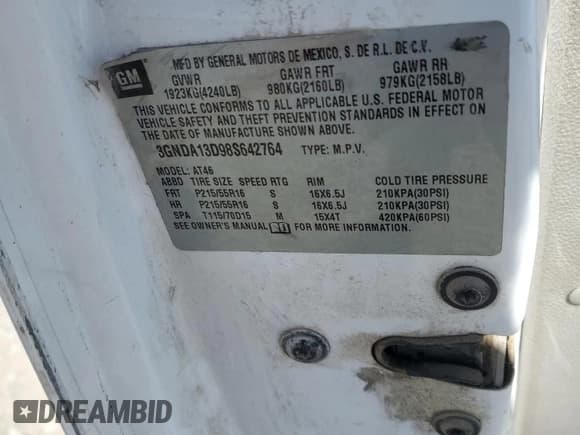 GM
MFD BY GENERAL MOTORS DE MEXICO, S. DE R.L. DE C.V.
GVWR GAWR FRT GAWR RR
1923KG(4240LB) 980KG(2160LB) 979KG(2158LB)
THIS VEHICLE CONFORMS TO ALL APPLICABLE U.S. FEDERAL MOTOR
VEHICLE SAFETY AND THEFT PREVENTION STANDARDS IN EFFECT ON
THE DATE OF MANUFACTURE SHOWN ABOVE.
3GNDA13D98S642764 TYPE: M.P.V.
MODEL: AT46
ABBD TIRE SIZE SPEED RTG RIM COLD TIRE PRESSURE
FRT P215/55R16 S 16X6.5J 210KPA(30PSI)
RR P215/55R16 S 16X6.5J 210KPA(30PSI)
SPA T115/70D15 M 15X4T 420KPA(60PSI)
SEE OWNER'S MANUAL FOR MORE INFORMATION.
DREAMBID